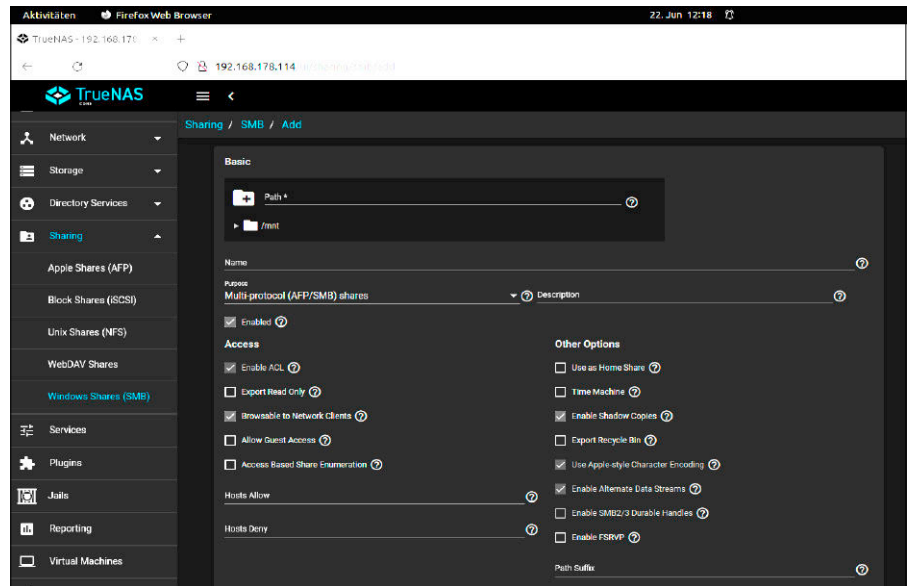 Aktivitäten
Firefox Web Browser
22. Jun 12:18
TrueNAS - 192.168.178
192.168.178.114
TrueNAS
CORE
Sharing / SMB / Add
Network
Storage
Directory Services
Sharing
Apple Shares (AFP)
Block Shares (iSCSI)
Unix Shares (NFS)
WebDAV Shares
Windows Shares (SMB)
Services
Plugins
Jails
Reporting
Virtual Machines
Basic
Path *
/mnt
Name
Purpose
Multi-protocol (AFP/SMB) shares
Description
Enabled
Access
Enable ACL
Export Read Only
Browsable to Network Clients
Allow Guest Access
Access Based Share Enumeration
Hosts Allow
Hosts Deny
Other Options
Use as Home Share
Time Machine
Enable Shadow Copies
Export Recycle Bin
Use Apple-style Character Encoding
Enable Alternate Data Streams
Enable SMB2/3 Durable Handles
Enable FSRVP
Path Suffix